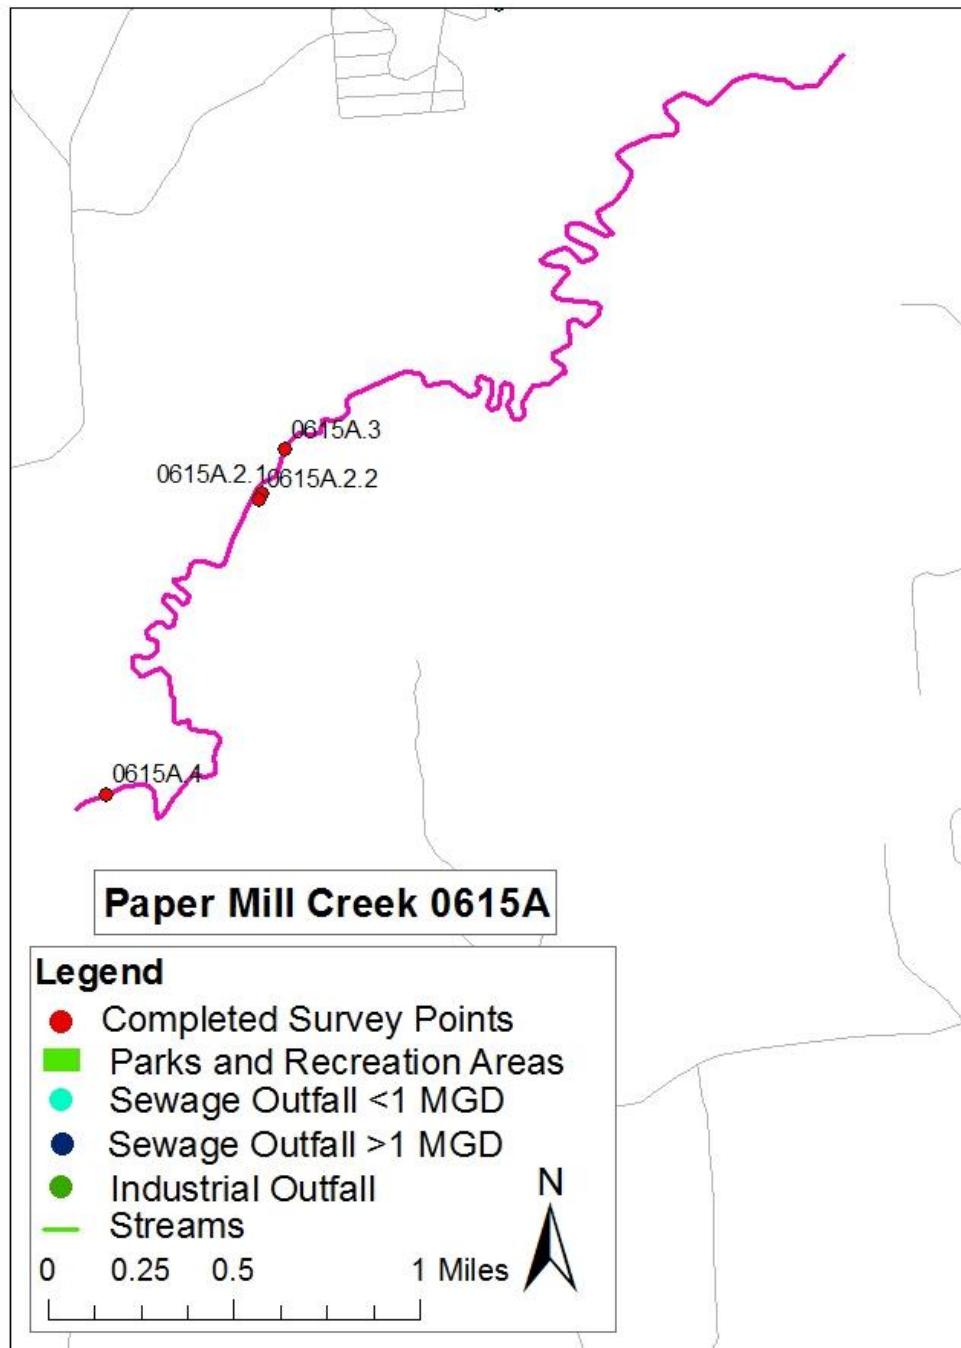 0615A.3
0615A.2.1
0615A.2.2
0615A.4
Paper Mill Creek 0615A
Legend
Completed Survey Points
Parks and Recreation Areas
Sewage Outfall <1 MGD
Sewage Outfall >1 MGD
Industrial Outfall
Streams
N
0 0.25 0.5 1 Miles